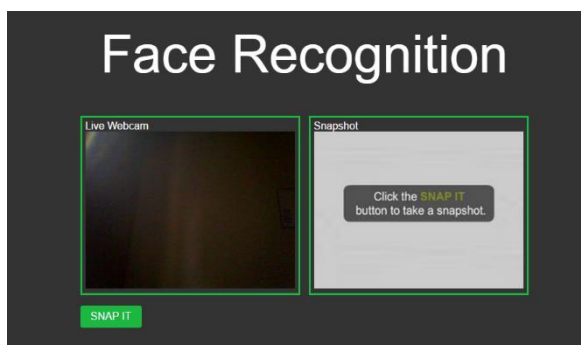 Face Recognition
Live Webcam
Snapshot
Click the SNAP IT
button to take a snapshot.
SNAP IT